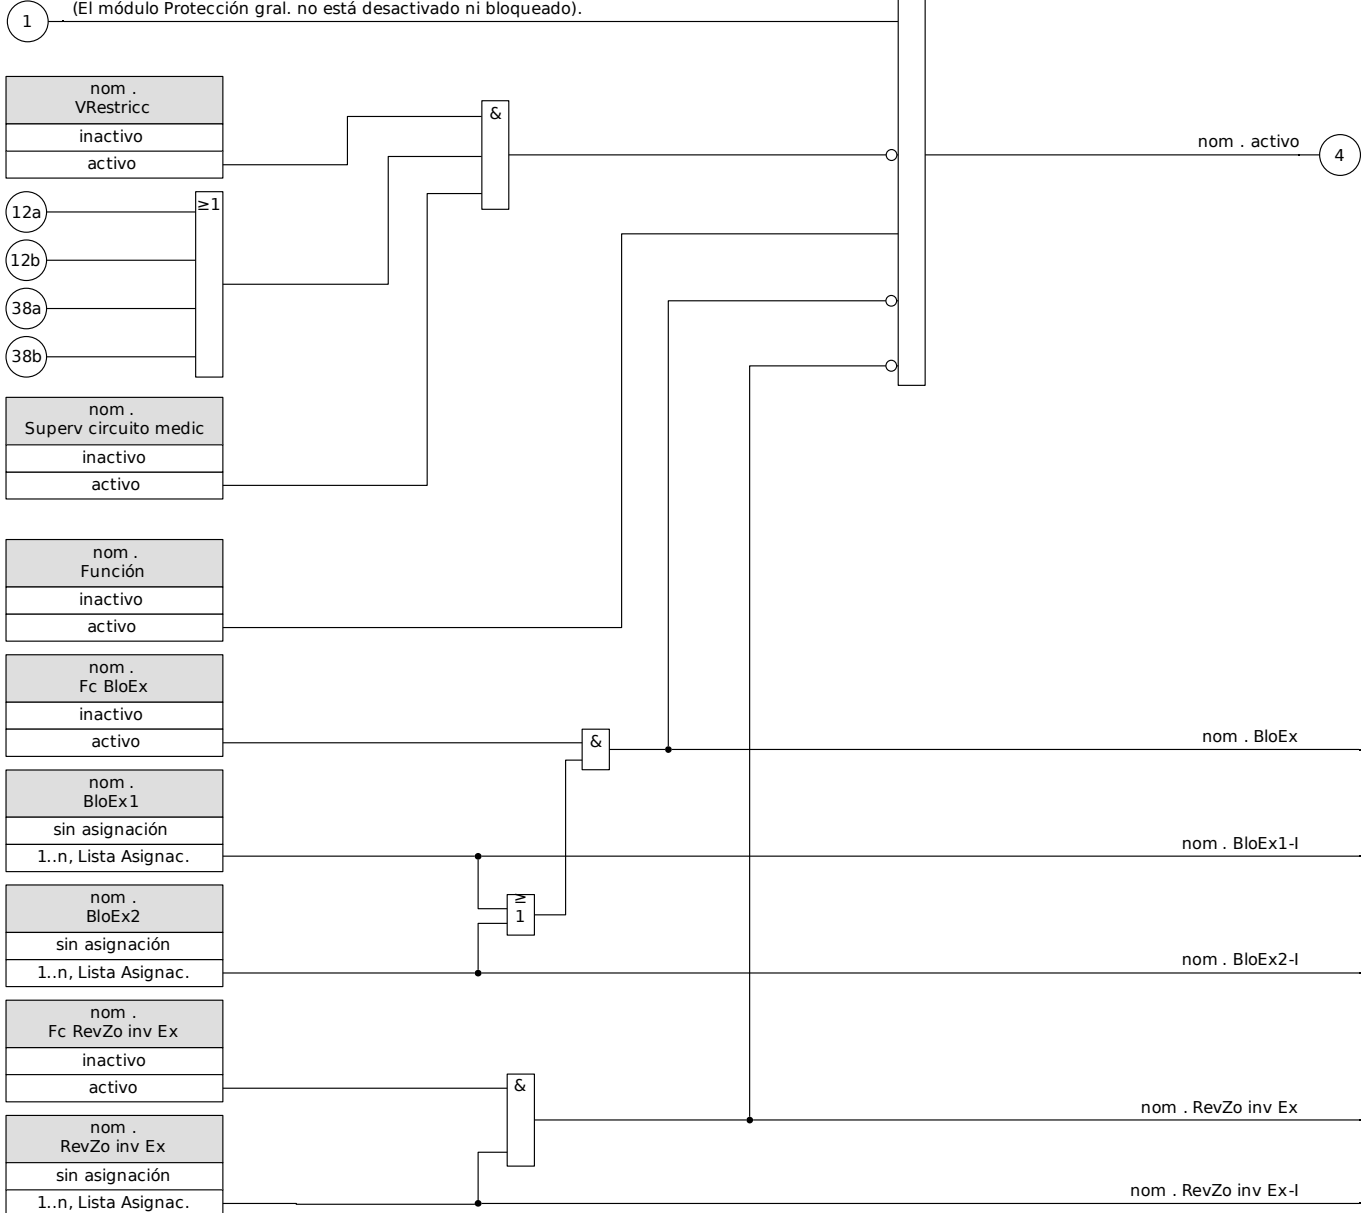 (El módulo Protección gral. no está desactivado ni bloqueado).
1
nom .
VRestricc
inactivo
activo
&
nom . activo
4
12a
≥1
12b
38a
38b
nom .
Superv circuito medic
inactivo
activo
nom .
Función
inactivo
activo
nom .
Fc BloEx
inactivo
activo
&
nom . BloEx
nom .
BloEx1
sin asignación
1..n, Lista Asignac.
nom . BloEx1-I
nom .
BloEx2
sin asignación
1..n, Lista Asignac.
≥
1
nom . BloEx2-I
nom .
Fc RevZo inv Ex
inactivo
activo
&
nom . RevZo inv Ex
nom .
RevZo inv Ex
sin asignación
1..n, Lista Asignac.
nom . RevZo inv Ex-I